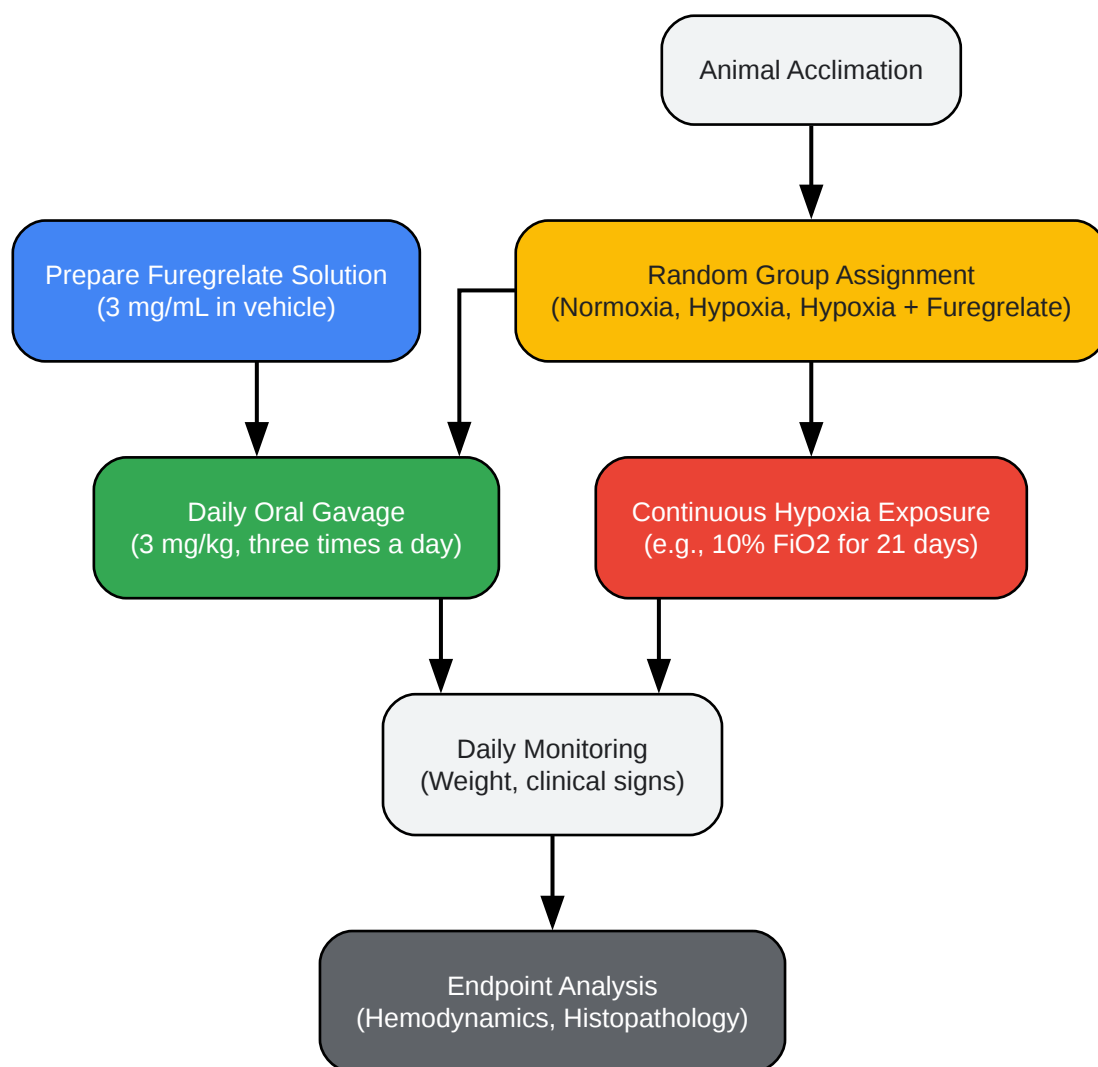 Animal Acclimation
Prepare Furegrelate Solution
(3 mg/mL in vehicle)
Random Group Assignment
(Normoxia, Hypoxia, Hypoxia + Furegrelate)
Daily Oral Gavage
(3 mg/kg, three times a day)
Continuous Hypoxia Exposure
(e.g., 10% FiO2 for 21 days)
Daily Monitoring
(Weight, clinical signs)
Endpoint Analysis
(Hemodynamics, Histopathology)